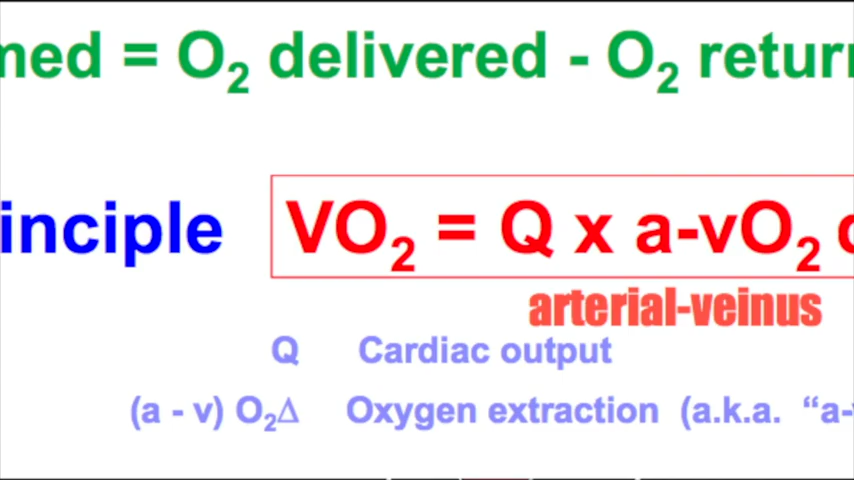 med = O₂ delivered - O₂ retur
inciple VO₂ = Q x a-vO₂
arterial-veinus
Q Cardiac output
(a - v) O₂Δ Oxygen extraction (a.k.a. “a-v